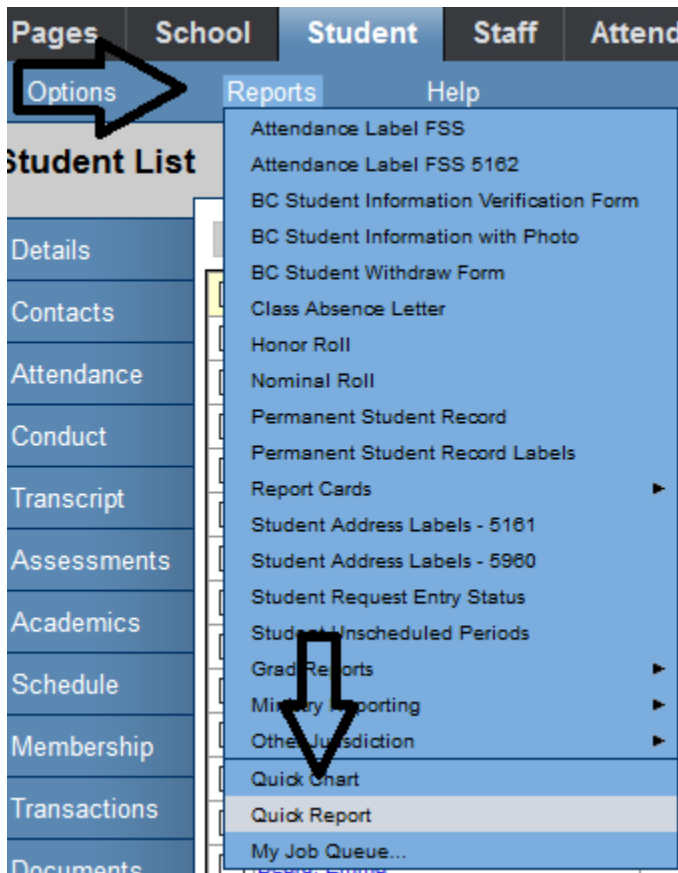 Pages School Student Staff Attend
Options Reports Help
Student List
Details
Contacts
Attendance
Conduct
Transcript
Assessments
Academics
Schedule
Membership
Transactions
Documents
Attendance Label FSS
Attendance Label FSS 5162
BC Student Information Verification Form
BC Student Information with Photo
BC Student Withdraw Form
Class Absence Letter
Honor Roll
Nominal Roll
Permanent Student Record
Permanent Student Record Labels
Report Cards
Student Address Labels - 5161
Student Address Labels - 5960
Student Request Entry Status
Student Unscheduled Periods
Grad Reports
Ministry Reporting
Other Jurisdiction
Quick Chart
Quick Report
My Job Queue...